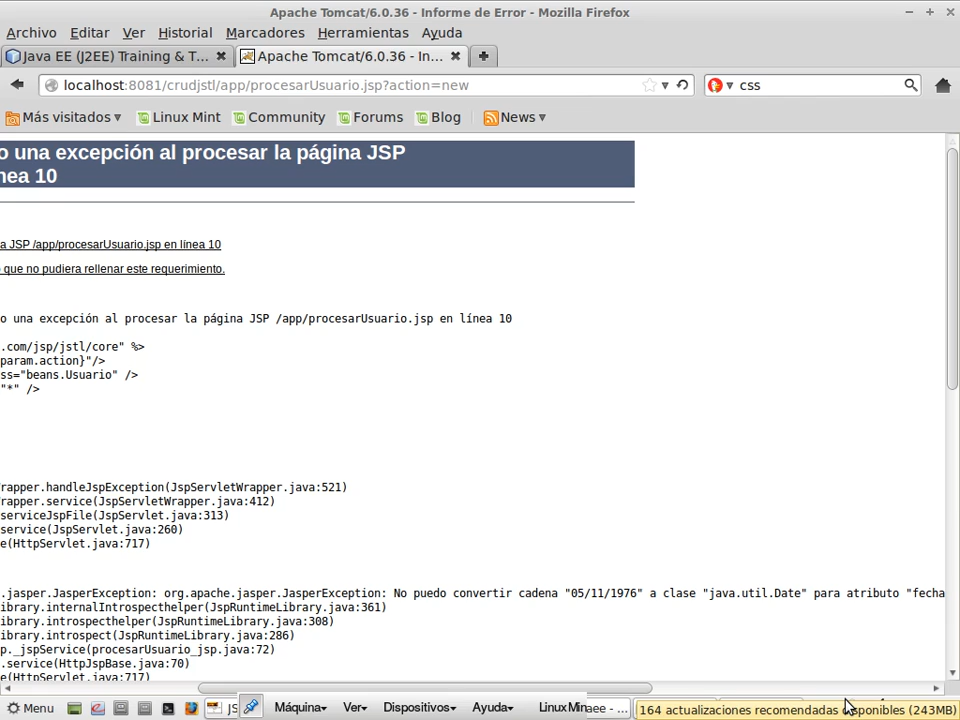 Apache Tomcat/6.0.36 - Informe de Error - Mozilla Firefox
Archivo Editar Ver Historial Marcadores Herramientas Ayuda
Java EE (J2EE) Training & T... Apache Tomcat/6.0.36 - In...
localhost:8081/crudjstl/app/procesarUsuario.jsp?action=new css
Más visitados Linux Mint Community Forums Blog News
o una excepción al procesar la página JSP
nea 10
a JSP /app/procesarUsuario.jsp en línea 10
que no pudiera rellenar este requerimiento.
o una excepción al procesar la página JSP /app/procesarUsuario.jsp en línea 10
.com/jsp/jstl/core" %>
param.action}"/>
ss="beans.Usuario" />
"*" />
rapper.handleJspException(JspServletWrapper.java:521)
rapper.service(JspServletWrapper.java:412)
serviceJspFile(JspServlet.java:313)
service(JspServlet.java:260)
e(HttpServlet.java:717)
.jasper.JasperException: org.apache.jasper.JasperException: No puedo convertir cadena "05/11/1976" a clase "java.util.Date" para atributo "fecha
ibrary.internalIntrospecthelper(JspRuntimeLibrary.java:361)
ibrary.introspecthelper(JspRuntimeLibrary.java:308)
ibrary.introspect(JspRuntimeLibrary.java:286)
p._jspService(procesarUsuario_jsp.java:72)
.service(HttpJspBase.java:70)
e(HttpServlet.java:717)
Menu JS Máquina Ver Dispositivos Ayuda LinuxMin aee - ... 164 actualizaciones recomendadas disponibles (243MB)